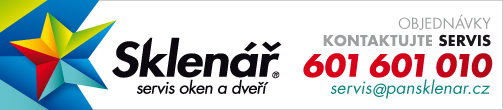 Sklenář®
servis oken a dveří
OBJEDNÁVKY
KONTAKTUJTE SERVIS
601 601 010
servis@pansklenar.cz